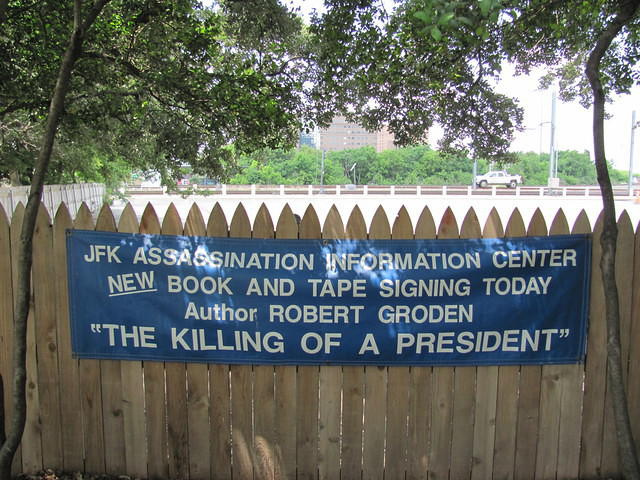 JFK ASSASSINATION INFORMATION CENTER
NEW BOOK AND TAPE SIGNING TODAY
Author ROBERT GRODEN
"THE KILLING OF A PRESIDENT"